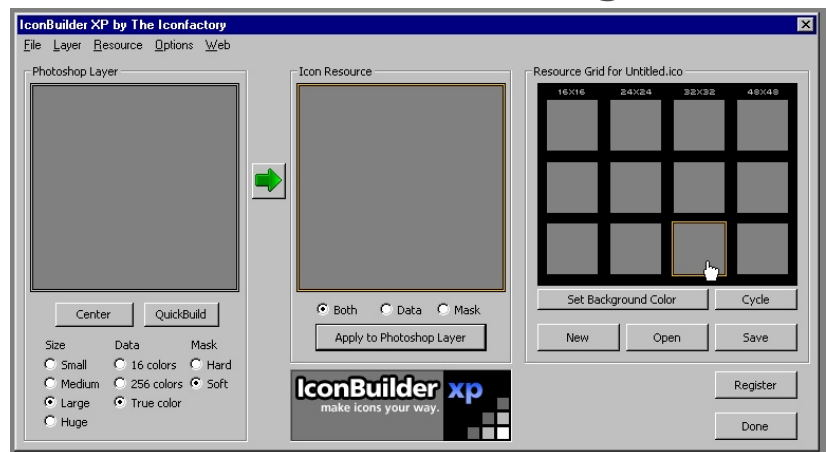 IconBuilder XP by The Iconfactory
File Layer Resource Options Web
Photoshop Layer
Icon Resource
Resource Grid for Untitled.ico
16X16 24X24 32X32 48X48
Center QuickBuild
Both Data Mask
Set Background Color Cycle
Apply to Photoshop Layer
New Open Save
Size Data Mask
Small 16 colors Hard
Medium 256 colors Soft
Large True color
Huge
IconBuilder xp
make icons your way.
Register
Done